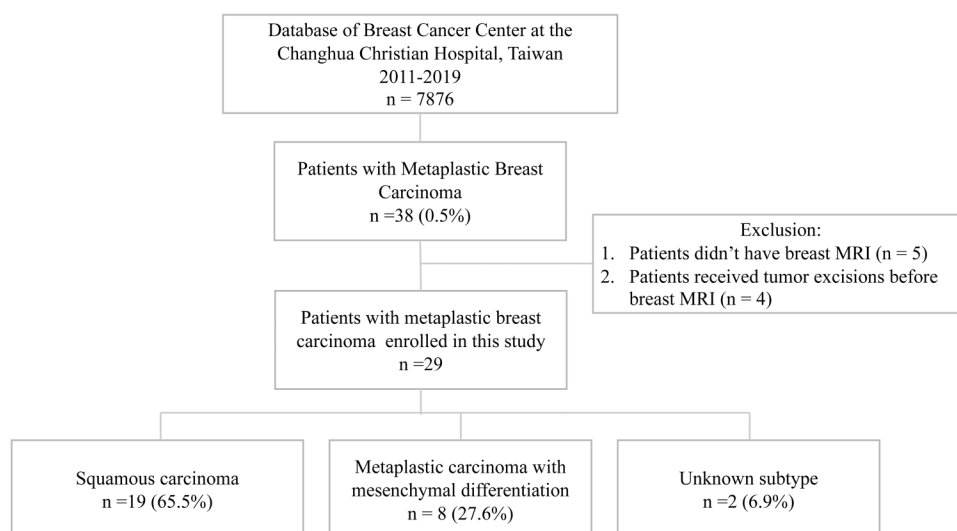 Database of Breast Cancer Center at the
Changhua Christian Hospital, Taiwan
2011-2019
n = 7876
Patients with Metaplastic Breast
Carcinoma
n =38 (0.5%)
Exclusion:
1. Patients didn’t have breast MRI (n = 5)
2. Patients received tumor excisions before
breast MRI (n = 4)
Patients with metaplastic breast
carcinoma enrolled in this study
n =29
Squamous carcinoma
n =19 (65.5%)
Metaplastic carcinoma with
mesenchymal differentiation
n = 8 (27.6%)
Unknown subtype
n =2 (6.9%)